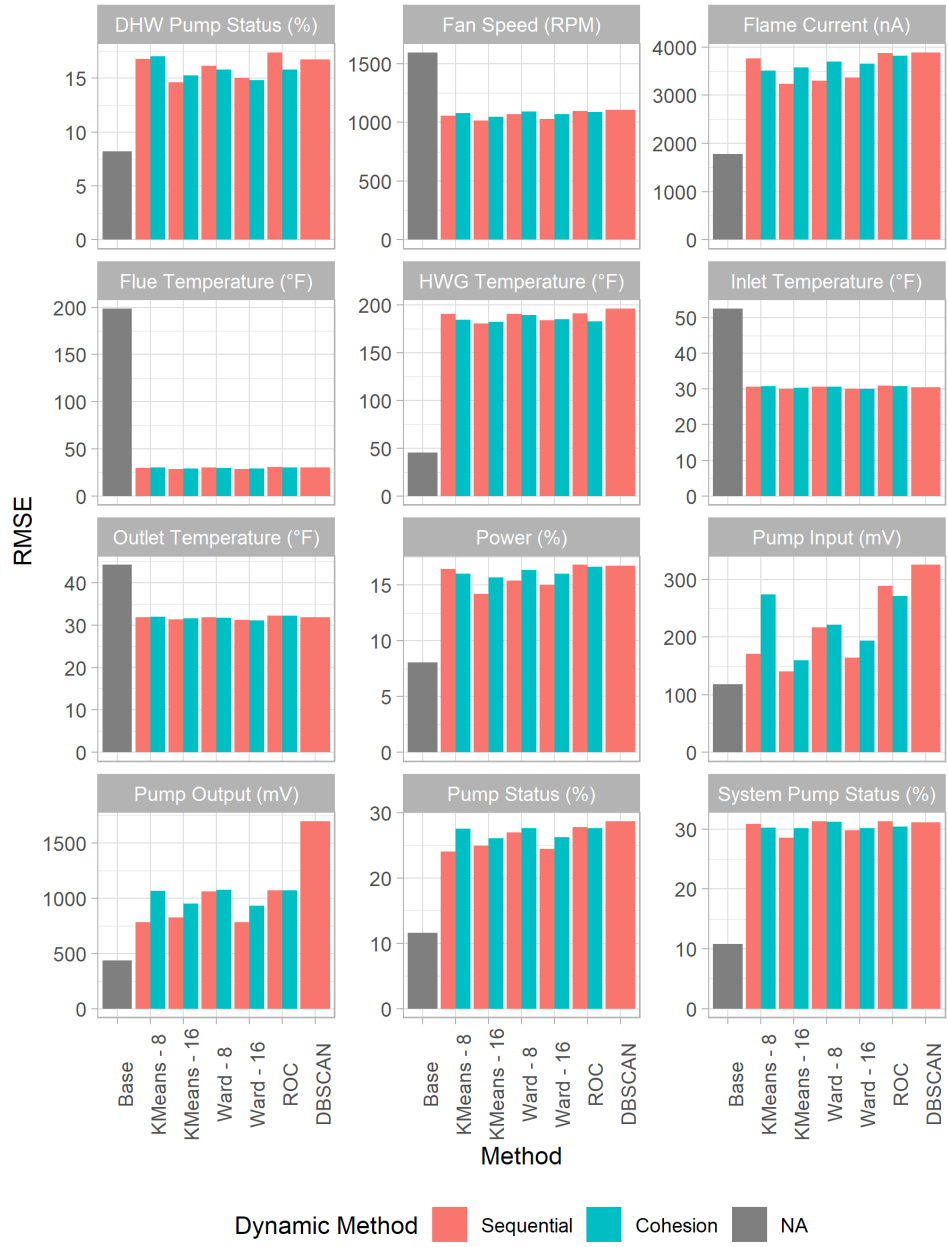 DHW Pump Status (%)
Fan Speed (RPM)
Flame Current (nA)
15
10
5
0
1500
1000
500
0
4000
3000
2000
1000
0
Flue Temperature (°F)
HWG Temperature (°F)
Inlet Temperature (°F)
200
150
100
50
0
200
150
100
50
0
50
40
30
20
10
0
RMSE
Outlet Temperature (°F)
Power (%)
Pump Input (mV)
40
30
20
10
0
15
10
5
0
300
200
100
0
Pump Output (mV)
Pump Status (%)
System Pump Status (%)
1500
1000
500
0
30
20
10
0
30
20
10
0
Base
KMeans - 8
KMeans - 16
Ward - 8
Ward - 16
ROC
DBSCAN
Base
KMeans - 8
KMeans - 16
Ward - 8
Ward - 16
ROC
DBSCAN
Base
KMeans - 8
KMeans - 16
Ward - 8
Ward - 16
ROC
DBSCAN
Method
Dynamic Method Sequential Cohesion NA